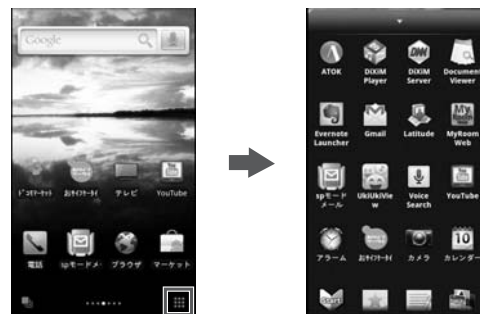 Google
ドコモマーケット
おサイフケータイ
テレビ
YouTube
電話
spモードメー
ブラウザ
マーケット
ATOK
DiXiM
Player
DiXiM
Server
Document
Viewer
Evernote
Launcher
Gmail
Latitude
MyRoom
Web
spモード
メール
UkiUkiVie
w
Voice
Search
YouTube
アラーム
おサイフケータイ
カメラ
10
カレンダー